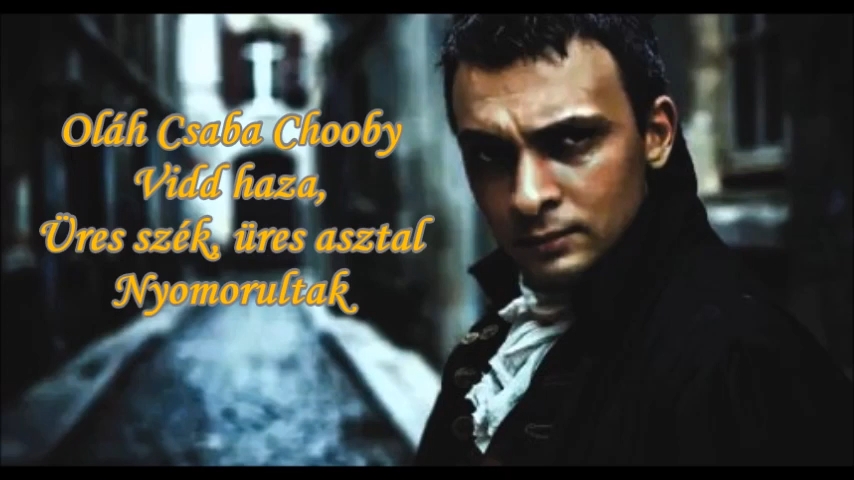 Oláh Csaba Chooby
Vidd haza,
Üres szék, üres asztal
Nyomorultak